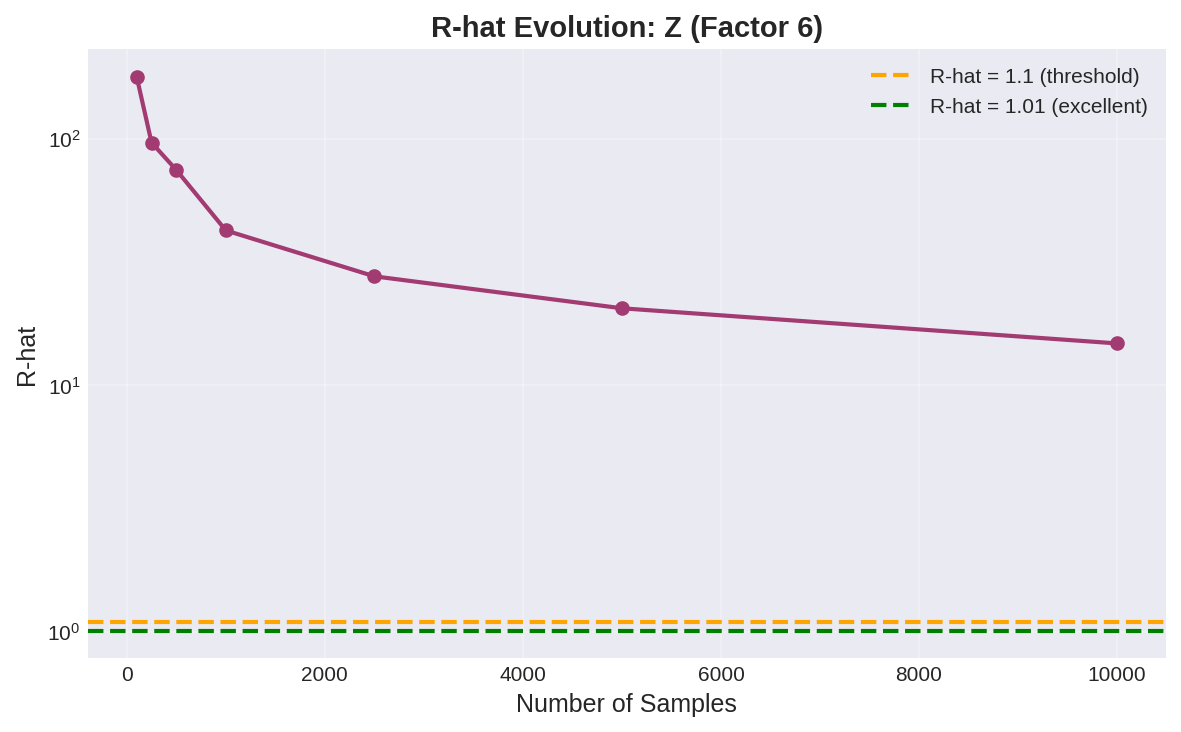 R-hat Evolution: Z (Factor 6)
R-hat = 1.1 (threshold)
R-hat = 1.01 (excellent)
10²
10¹
10⁰
R-hat
0 2000 4000 6000 8000 10000
Number of Samples